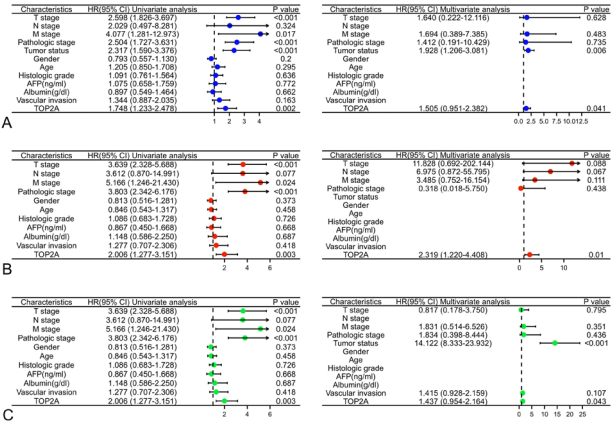 Characteristics HR(95% CI) Univariate analysis P value
T stage 2.598 (1.826-3.697) <0.001
N stage 2.029 (0.497-8.281) 0.324
M stage 4.077 (1.281-12.973) 0.017
Pathologic stage 2.504 (1.727-3.631) <0.001
Tumor status 2.317 (1.590-3.376) <0.001
Gender 0.793 (0.557-1.130) 0.2
Age 1.205 (0.850-1.708) 0.295
Histologic grade 1.091 (0.761-1.564) 0.636
AFP(ng/ml) 1.075 (0.658-1.759) 0.772
Albumin(g/dl) 0.897 (0.549-1.464) 0.662
Vascular invasion 1.344 (0.887-2.035) 0.163
TOP2A 1.748 (1.233-2.478) 0.002
0 1 2 3 4
Characteristics HR(95% CI) Multivariate analysis P value
T stage 1.640 (0.222-12.116) 0.628
N stage
M stage 1.694 (0.389-7.385) 0.483
Pathologic stage 1.412 (0.191-10.429) 0.735
Tumor status 1.928 (1.206-3.081) 0.006
Gender
Age
Histologic grade
AFP(ng/ml)
Albumin(g/dl)
Vascular invasion
TOP2A 1.505 (0.951-2.382) 0.041
0.0 2.5 5.0 7.5 10.0 12.5
A
Characteristics HR(95% CI) Univariate analysis P value
T stage 3.639 (2.328-5.688) <0.001
N stage 3.612 (0.870-14.991) 0.077
M stage 5.166 (1.246-21.430) 0.024
Pathologic stage 3.803 (2.342-6.176) <0.001
Gender 0.813 (0.516-1.281) 0.373
Age 0.846 (0.543-1.317) 0.458
Histologic grade 1.086 (0.683-1.728) 0.726
AFP(ng/ml) 0.867 (0.450-1.668) 0.668
Albumin(g/dl) 1.148 (0.586-2.250) 0.687
Vascular invasion 1.277 (0.707-2.306) 0.418
TOP2A 2.006 (1.277-3.151) 0.003
0 2 4 6
Characteristics HR(95% CI) Multivariate analysis P value
T stage 11.828 (0.692-202.144) 0.088
N stage 6.975 (0.872-55.795) 0.067
M stage 3.485 (0.752-16.154) 0.111
Pathologic stage 0.318 (0.018-5.750) 0.438
Tumor status
Gender
Age
Histologic grade
AFP(ng/ml)
Albumin(g/dl)
Vascular invasion
TOP2A 2.319 (1.220-4.408) 0.01
0 5 10
B
Characteristics HR(95% CI) Univariate analysis P value
T stage 3.639 (2.328-5.688) <0.001
N stage 3.612 (0.870-14.991) 0.077
M stage 5.166 (1.246-21.430) 0.024
Pathologic stage 3.803 (2.342-6.176) <0.001
Gender 0.813 (0.516-1.281) 0.373
Age 0.846 (0.543-1.317) 0.458
Histologic grade 1.086 (0.683-1.728) 0.726
AFP(ng/ml) 0.867 (0.450-1.668) 0.668
Albumin(g/dl) 1.148 (0.586-2.250) 0.687
Vascular invasion 1.277 (0.707-2.306) 0.418
TOP2A 2.006 (1.277-3.151) 0.003
0 2 4 6
Characteristics HR(95% CI) Multivariate analysis P value
T stage 0.817 (0.178-3.750) 0.795
N stage
M stage 1.831 (0.514-6.526) 0.351
Pathologic stage 1.834 (0.398-8.444) 0.436
Tumor status 14.122 (8.333-23.932) <0.001
Gender
Age
Histologic grade
AFP(ng/ml)
Albumin(g/dl)
Vascular invasion 1.415 (0.928-2.159) 0.107
TOP2A 1.437 (0.954-2.164) 0.043
0 5 10 15 20 25
C